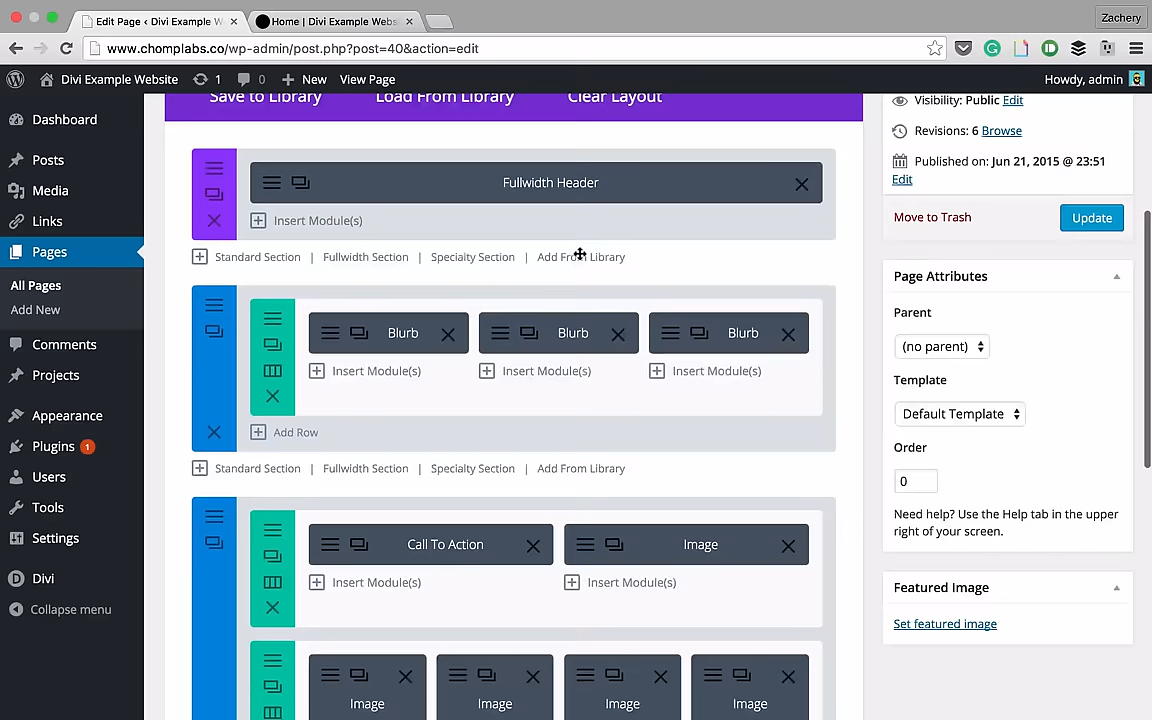 Edit Page ‹ Divi Example W
Home | Divi Example Webs
Zachery
www.chomplabs.co/wp-admin/post.php?post=40&action=edit
Divi Example Website
1
0
New
View Page
Howdy, admin
Dashboard
Posts
Media
Links
Pages
All Pages
Add New
Comments
Projects
Appearance
Plugins 1
Users
Tools
Settings
Divi
Collapse menu
Save to Library
Load From Library
Clear Layout
Fullwidth Header
Insert Module(s)
Standard Section | Fullwidth Section | Specialty Section | Add From Library
Blurb
Blurb
Blurb
Insert Module(s)
Insert Module(s)
Insert Module(s)
Add Row
Standard Section | Fullwidth Section | Specialty Section | Add From Library
Call To Action
Image
Insert Module(s)
Insert Module(s)
Image
Image
Image
Image
Visibility: Public Edit
Revisions: 6 Browse
Published on: Jun 21, 2015 @ 23:51
Edit
Move to Trash
Update
Page Attributes
Parent
(no parent)
Template
Default Template
Order
0
Need help? Use the Help tab in the upper
right of your screen.
Featured Image
Set featured image